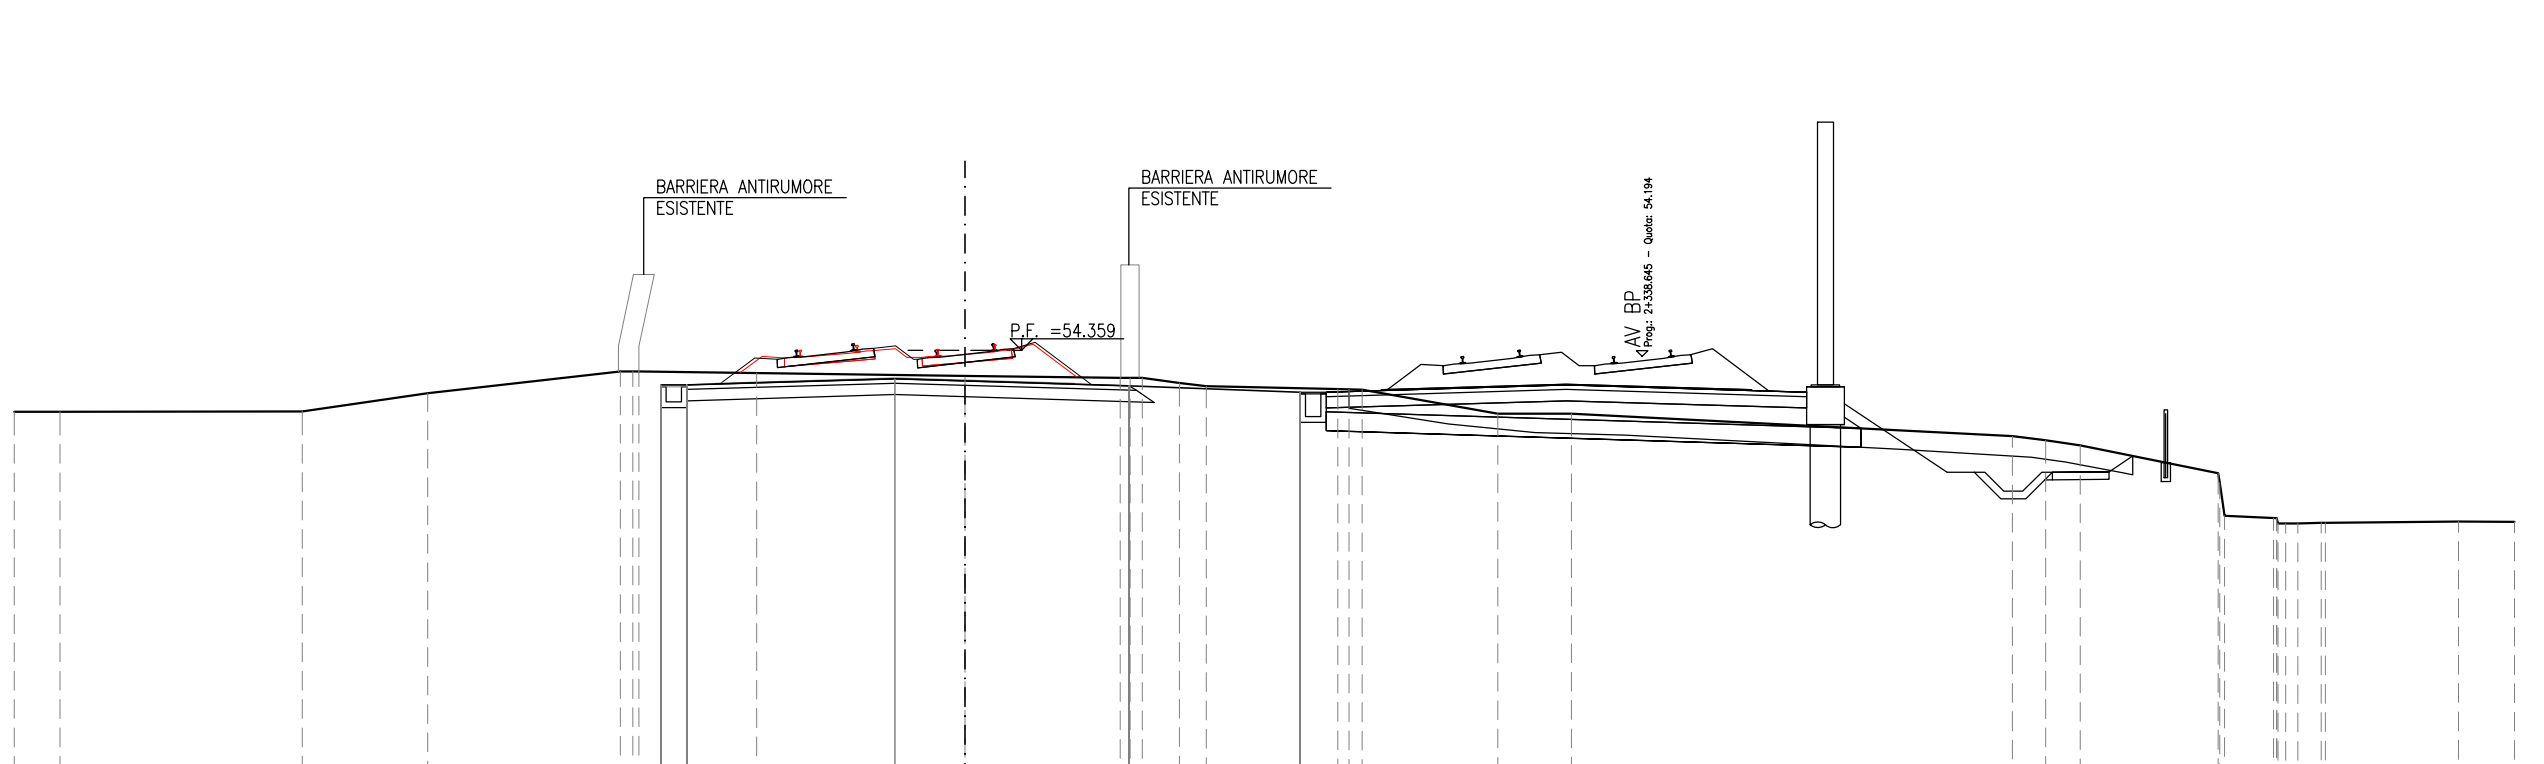 BARRIERA ANTIRUMORE
ESISTENTE
BARRIERA ANTIRUMORE
ESISTENTE
P.F. =54.359
AV BP
Prog.: 2+338.645 - Quota: 54.194